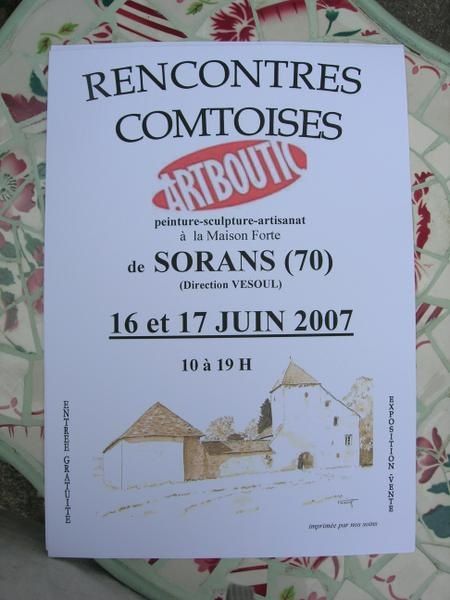 RENCONTRES
COMTOISES
ARTBOUTIC
peinture-sculpture-artisanat
à la Maison Forte
de SORANS (70)
(Direction VESOUL)
16 et 17 JUIN 2007
10 à 19 H
ENTREE GRATUITE
EXPOSITION-VENTE
imprimée par nos soins